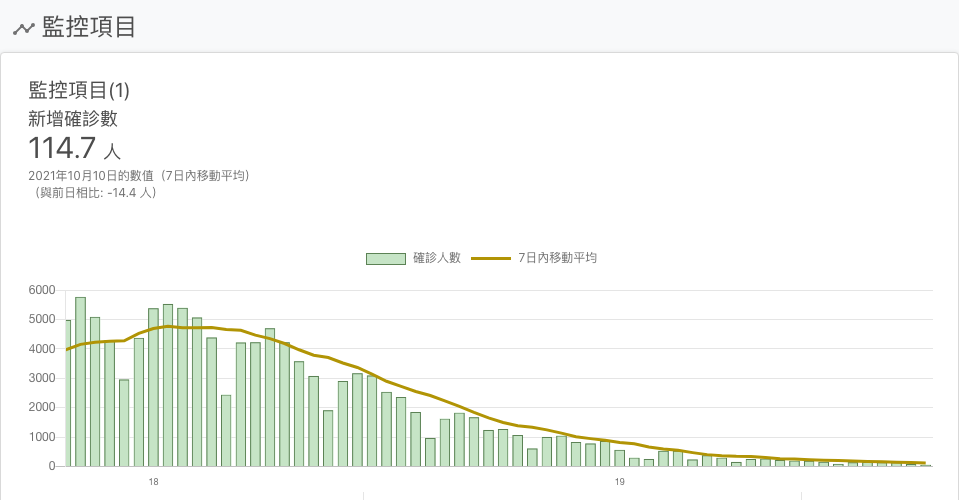 監控項目
監控項目(1)
新增確診數
114.7 人
2021年10月10日的數值（7日內移動平均）
（與前日相比: -14.4 人）
確診人數 7日內移動平均
6000
5000
4000
3000
2000
1000
0
18 19